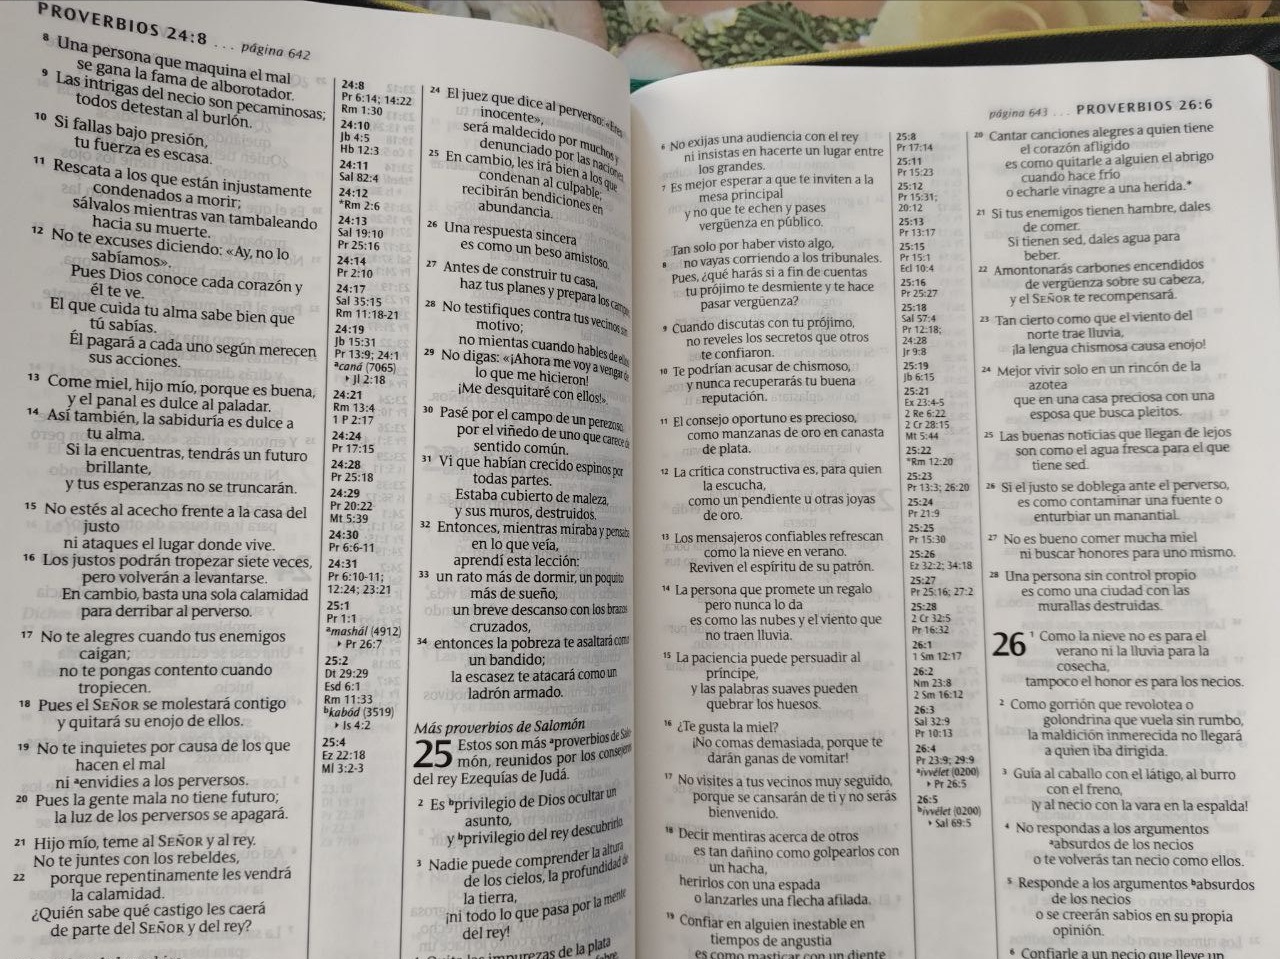 PROVERBIOS 24:8 . . . página 642
8 Una persona que maquina el mal
se gana la fama de alborotador.
9 Las intrigas del necio son pecaminosas;
todos detestan al burlón.
10 Si fallas bajo presión,
tu fuerza es escasa.
11 Rescata a los que están injustamente
condenados a morir;
sálvalos mientras van tambaleando
hacia su muerte.
12 No te excuses diciendo: «Ay, no lo
sabíamos».
Pues Dios conoce cada corazón y
él te ve.
El que cuida tu alma sabe bien que
tú sabías.
Él pagará a cada uno según merecen
sus acciones.
13 Come miel, hijo mío, porque es buena,
y el panal es dulce al paladar.
14 Así también, la sabiduría es dulce a
tu alma.
Si la encuentras, tendrás un futuro
brillante,
y tus esperanzas no se truncarán.
15 No estés al acecho frente a la casa del
justo
ni ataques el lugar donde vive.
16 Los justos podrán tropezar siete veces,
pero volverán a levantarse.
En cambio, basta una sola calamidad
para derribar al perverso.
17 No te alegres cuando tus enemigos
caigan;
no te pongas contento cuando
tropiecen.
18 Pues el SEÑOR se molestará contigo
y quitará su enojo de ellos.
19 No te inquietes por causa de los que
hacen el mal
ni ªenvidies a los perversos.
20 Pues la gente mala no tiene futuro;
la luz de los perversos se apagará.
21 Hijo mío, teme al SEÑOR y al rey.
No te juntes con los rebeldes,
22 porque repentinamente les vendrá
la calamidad.
¿Quién sabe qué castigo les caerá
de parte del SEÑOR y del rey?
24:8
Pr 6:14; 14:22
Rm 1:30
24:10
Jb 4:5
Hb 12:3
24:11
Sal 82:4
24:12
*Rm 2:6
24:13
Sal 19:10
Pr 25:16
24:14
Pr 2:10
24:17
Sal 35:15
Rm 11:18-21
24:19
Jb 15:31
Pr 13:9; 24:1
ªcaná (7065)
‣ Jl 2:18
24:21
Rm 13:4
1 P 2:17
24:24
Pr 17:15
24:28
Pr 25:18
24:29
Pr 20:22
Mt 5:39
24:30
Pr 6:6-11
24:31
Pr 6:10-11;
12:24; 23:21
25:1
Pr 1:1
ªmashál (4912)
‣ Pr 26:7
25:2
Dt 29:29
Esd 6:1
Rm 11:33
ᵇkabód (3519)
‣ Is 4:2
25:4
Ez 22:18
Ml 3:2-3
24 El juez que dice al perverso: «Eres
inocente»,
será maldecido por muchos y
denunciado por las naciones
25 En cambio, les irá bien a los que
condenan al culpable;
recibirán bendiciones en
abundancia.
26 Una respuesta sincera
es como un beso amistoso.
27 Antes de construir tu casa,
haz tus planes y prepara los
28 No testifiques contra tus vecinos sin
motivo;
no mientas cuando hables de
29 No digas: «¡Ahora me voy a vengar de
lo que me hicieron!
¡Me desquitaré con ellos!».
30 Pasé por el campo de un perezoso,
por el viñedo de uno que carece de
sentido común.
31 Vi que habían crecido espinos por
todas partes.
Estaba cubierto de maleza,
y sus muros, destruidos.
32 Entonces, mientras miraba y pensaba
en lo que veía,
aprendí esta lección:
33 un rato más de dormir, un poquito
más de sueño,
un breve descanso con los brazos
cruzados,
34 entonces la pobreza te asaltará como
un bandido;
la escasez te atacará como un
ladrón armado.
Más proverbios de Salomón
25 Estos son más ªproverbios de Salo-
món, reunidos por los consejeros
del rey Ezequías de Judá.
2 Es ᵇprivilegio de Dios ocultar un
asunto,
y ᵇprivilegio del rey descubrirlo.
3 Nadie puede comprender la altura
de los cielos, la profundidad de
la tierra,
¡ni todo lo que pasa por la mente
del rey!
impurezas de la plata
página 643 . . . PROVERBIOS 26:6
6 No exijas una audiencia con el rey
ni insistas en hacerte un lugar entre
los grandes.
7 Es mejor esperar a que te inviten a la
mesa principal
y no que te echen y pases
vergüenza en público.
Tan solo por haber visto algo,
8 no vayas corriendo a los tribunales.
Pues, ¿qué harás si a fin de cuentas
tu prójimo te desmiente y te hace
pasar vergüenza?
9 Cuando discutas con tu prójimo,
no reveles los secretos que otros
te confiaron.
10 Te podrían acusar de chismoso,
y nunca recuperarás tu buena
reputación.
11 El consejo oportuno es precioso,
como manzanas de oro en canasta
de plata.
12 La crítica constructiva es, para quien
la escucha,
como un pendiente u otras joyas
de oro.
13 Los mensajeros confiables refrescan
como la nieve en verano.
Reviven el espíritu de su patrón.
14 La persona que promete un regalo
pero nunca lo da
es como las nubes y el viento que
no traen lluvia.
15 La paciencia puede persuadir al
príncipe,
y las palabras suaves pueden
quebrar los huesos.
16 ¿Te gusta la miel?
¡No comas demasiada, porque te
darán ganas de vomitar!
17 No visites a tus vecinos muy seguido,
porque se cansarán de ti y no serás
bienvenido.
18 Decir mentiras acerca de otros
es tan dañino como golpearlos con
un hacha,
herirlos con una espada
o lanzarles una flecha afilada.
19 Confiar en alguien inestable en
tiempos de angustia
es como masticar con un diente
25:8
Pr 17:14
25:11
Pr 15:23
25:12
Pr 15:31;
20:12
25:13
Pr 13:17
25:15
Pr 15:1
Ecl 10:4
25:16
Pr 25:27
25:18
Sal 57:4
Pr 12:18;
24:28
Jr 9:8
25:19
Jb 6:15
25:21
Ex 23:4-5
2 Re 6:22
2 Cr 28:15
Mt 5:44
25:22
*Rm 12:20
25:23
Pr 13:3; 26:20
25:24
Pr 21:9
25:25
Pr 15:30
25:26
Ez 32:2; 34:18
25:27
Pr 25:16; 27:2
25:28
2 Cr 32:5
Pr 16:32
26:1
1 Sm 12:17
26:2
Nm 23:8
2 Sm 16:12
26:3
Sal 32:9
Pr 10:13
26:4
Pr 23:9; 29:9
ªivvélet (0200)
‣ Pr 26:5
26:5
ᵇivvélet (0200)
‣ Sal 69:5
20 Cantar canciones alegres a quien tiene
el corazón afligido
es como quitarle a alguien el abrigo
cuando hace frío
o echarle vinagre a una herida.*
21 Si tus enemigos tienen hambre, dales
de comer.
Si tienen sed, dales agua para
beber.
22 Amontonarás carbones encendidos
de vergüenza sobre su cabeza,
y el SEÑOR te recompensará.
23 Tan cierto como que el viento del
norte trae lluvia,
¡la lengua chismosa causa enojo!
24 Mejor vivir solo en un rincón de la
azotea
que en una casa preciosa con una
esposa que busca pleitos.
25 Las buenas noticias que llegan de lejos
son como el agua fresca para el que
tiene sed.
26 Si el justo se doblega ante el perverso,
es como contaminar una fuente o
enturbiar un manantial.
27 No es bueno comer mucha miel
ni buscar honores para uno mismo.
28 Una persona sin control propio
es como una ciudad con las
murallas destruidas.
26 1 Como la nieve no es para el
verano ni la lluvia para la
cosecha,
tampoco el honor es para los necios.
2 Como gorrión que revolotea o
golondrina que vuela sin rumbo,
la maldición inmerecida no llegará
a quien iba dirigida.
3 Guía al caballo con el látigo, al burro
con el freno,
¡y al necio con la vara en la espalda!
4 No respondas a los argumentos
ªabsurdos de los necios
o te volverás tan necio como ellos.
5 Responde a los argumentos ᵇabsurdos
de los necios
o se creerán sabios en su propia
opinión.
6 Confiarle a un necio que lleve un